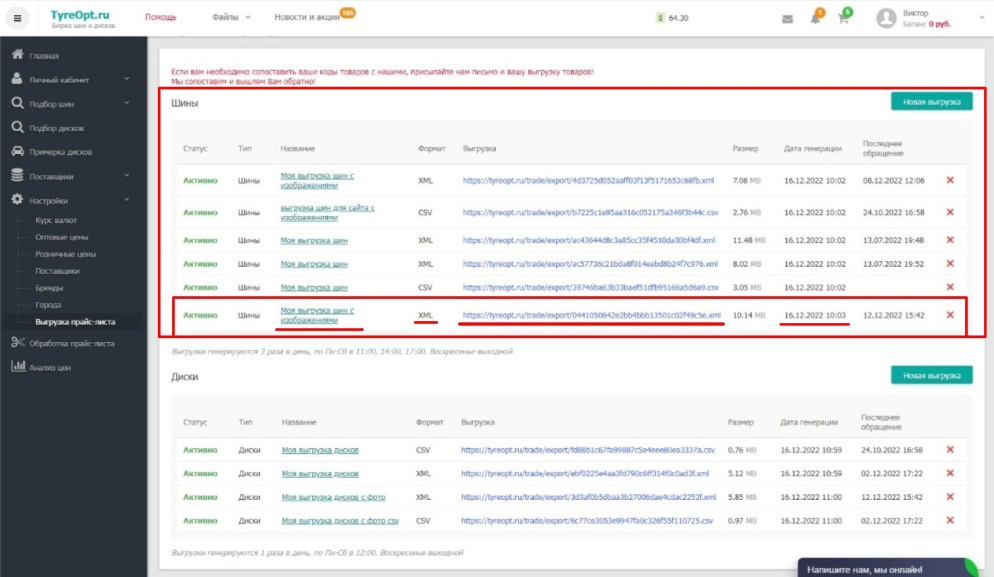 TyreOpt.ru
Биржа шин и дисков
Помощь
Файлы
Новости и акции
105
$ 64.30
1
6
Виктор
Баланс 0 руб.
Главная
Личный кабинет
Подбор шин
Подбор дисков
Примерка дисков
Поставщики
Настройки
Курс валют
Оптовые цены
Розничные цены
Поставщики
Бренды
Города
Выгрузка прайс-листа
Обработка прайс-листа
Анализ цен
Если вам необходимо сопоставить ваши коды товаров с нашими, присылайте нам письмо и вашу выгрузку товаров!
Мы сопоставим и вышлем Вам обратно!
Шины
Новая выгрузка
Статус Тип Название Формат Выгрузка Размер Дата генерации Последнее
обращение
Активно Шины Моя выгрузка шин с
изображениями XML https://tyreopt.ru/trade/export/4d3725d052aaff03f13f5171653c68fb.xml 7.08 MB 16.12.2022 10:02 08.12.2022 12:06
Активно Шины выгрузка шин для сайта с
изображениями CSV https://tyreopt.ru/trade/export/b7225c1e95aa316c052175a346f3b44c.csv 2.76 MB 16.12.2022 10:02 24.10.2022 16:58
Активно Шины Моя выгрузка шин XML https://tyreopt.ru/trade/export/ac43644d8c3a85cc35f4510da30bf4df.xml 11.48 MB 16.12.2022 10:02 13.07.2022 19:48
Активно Шины Моя выгрузка шин XML https://tyreopt.ru/trade/export/ac57736c21bda8f014eabd8b24f7c976.xml 8.02 MB 16.12.2022 10:02 13.07.2022 19:52
Активно Шины Моя выгрузка шин CSV https://tyreopt.ru/trade/export/39746ba63b33baef51dfb95166a5d6a9.csv 3.05 MB 16.12.2022 10:02
Активно Шины Моя выгрузка шин с
изображениями XML https://tyreopt.ru/trade/export/0441050642e2bb4bbb13501c02f49c5e.xml 10.14 MB 16.12.2022 10:03 12.12.2022 15:42
Выгрузки генерируются 3 раза в день, по Пн-Сб в 11:00, 14:00, 17:00. Воскресенье выходной
Диски
Новая выгрузка
Статус Тип Название Формат Выгрузка Размер Дата генерации Последнее
обращение
Активно Диски Моя выгрузка дисков CSV https://tyreopt.ru/trade/export/fd88b1c67fa99887c5a4eee80ea3337a.csv 0.76 MB 16.12.2022 10:59 24.10.2022 16:58
Активно Диски Моя выгрузка дисков XML https://tyreopt.ru/trade/export/ebf0225e4aa3fd790c6ff314f0c0ad3f.xml 5.12 MB 16.12.2022 10:59 02.12.2022 17:22
Активно Диски Моя выгрузка дисков с фото XML https://tyreopt.ru/trade/export/3d3af0b5dbaa3b27006dae4cdac2252f.xml 5.85 MB 16.12.2022 11:00 12.12.2022 15:42
Активно Диски Моя выгрузка дисков с фото csv CSV https://tyreopt.ru/trade/export/6c77ce3053e9947fa0c326f55f110725.csv 0.97 MB 16.12.2022 11:00 02.12.2022 17:22
Выгрузки генерируются 1 раза в день, по Пн-Сб в 12:00. Воскресенье выходной
Напишите нам, мы онлайн!